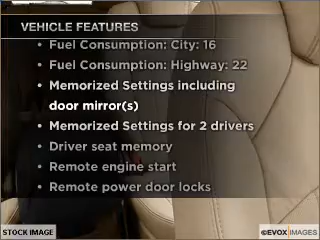 VEHICLE FEATURES
• Fuel Consumption: City: 16
• Fuel Consumption: Highway: 22
• Memorized Settings including
door mirror(s)
• Memorized Settings for 2 drivers
• Driver seat memory
• Remote engine start
• Remote power door locks
STOCK IMAGE
©EVOX IMAGES